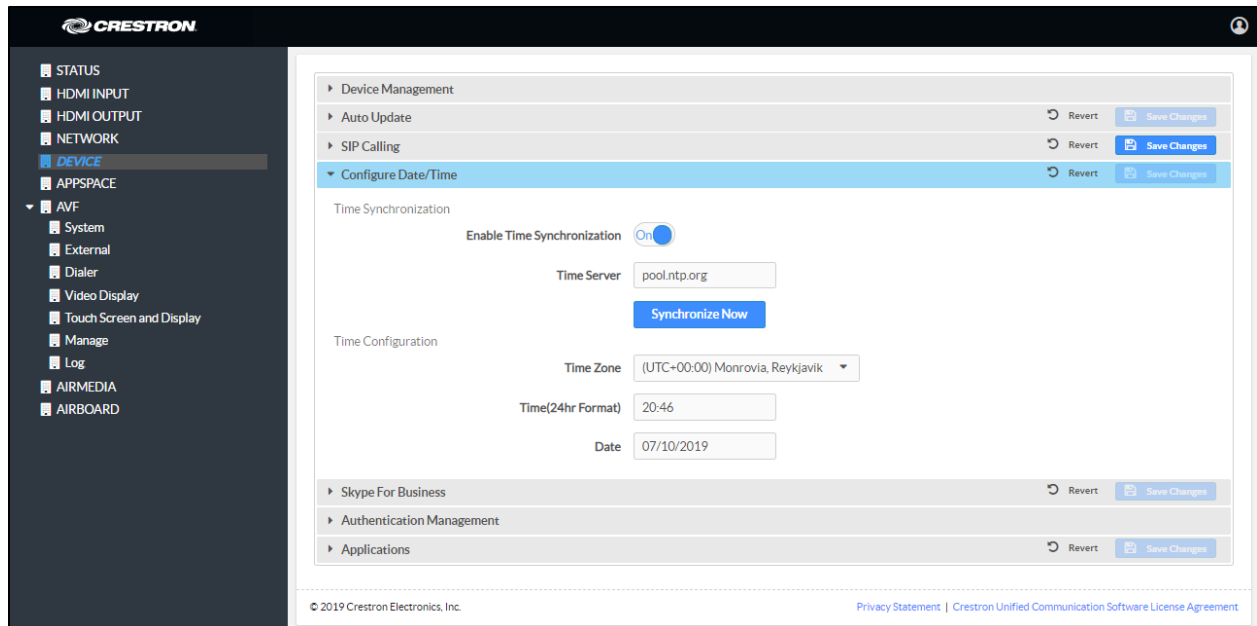 CRESTRON
STATUS
HDMI INPUT
HDMI OUTPUT
NETWORK
DEVICE
APPSPACE
AVF
System
External
Dialer
Video Display
Touch Screen and Display
Manage
Log
AIRMEDIA
AIRBOARD
Device Management
Auto Update Revert Save Changes
SIP Calling Revert Save Changes
Configure Date/Time Revert Save Changes
Time Synchronization
Enable Time Synchronization On
Time Server pool.ntp.org
Synchronize Now
Time Configuration
Time Zone (UTC+00:00) Monrovia, Reykjavik
Time(24hr Format) 20:46
Date 07/10/2019
Skype For Business Revert Save Changes
Authentication Management
Applications Revert Save Changes
© 2019 Crestron Electronics, Inc. Privacy Statement | Crestron Unified Communication Software License Agreement